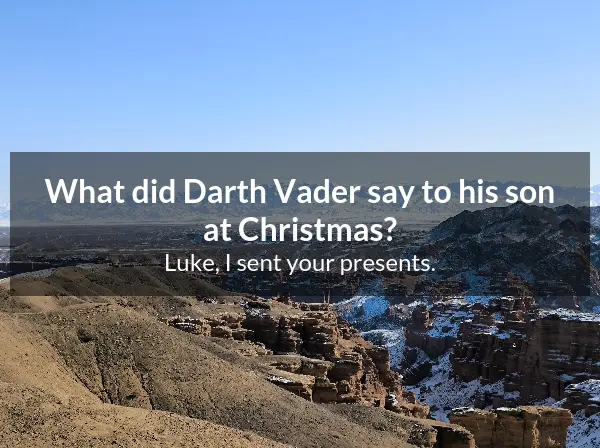 What did Darth Vader say to his son
at Christmas?
Luke, I sent your presents.